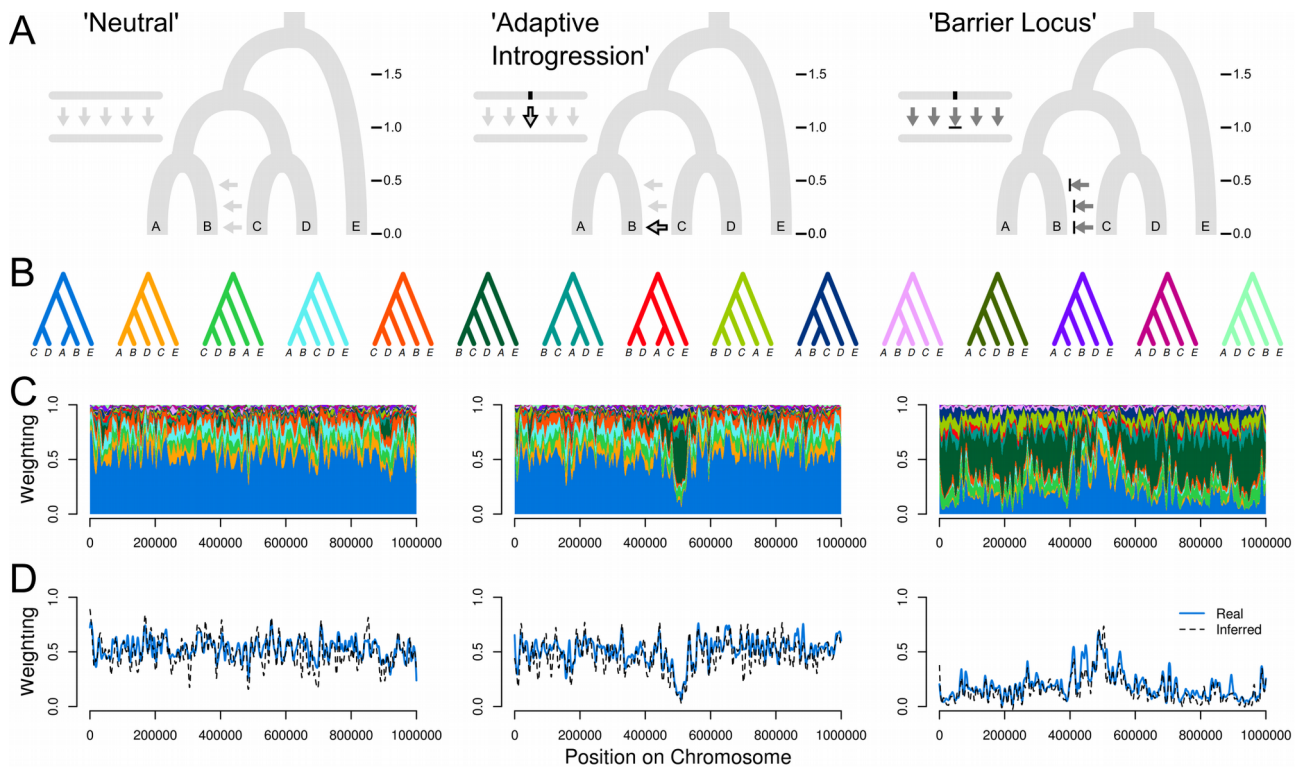 A
'Neutral'
'Adaptive
Introgression'
'Barrier Locus'
1.5
1.0
0.5
0.0
A B C D E
1.5
1.0
0.5
0.0
A B C D E
1.5
1.0
0.5
0.0
A B C D E
B
C D A B E
A B D C E
C D B A E
A B C D E
C D A B E
B C D A E
B C A D E
B D A C E
B D C A E
A B C D E
A B D C E
A C D B E
A C B D E
A D B C E
A D C B E
C
Weighting
1.0
0.5
0.0
0 200000 400000 600000 800000 1000000
1.0
0.5
0.0
0 200000 400000 600000 800000 1000000
1.0
0.5
0.0
0 200000 400000 600000 800000 1000000
D
Weighting
1.0
0.5
0.0
0 200000 400000 600000 800000 1000000
1.0
0.5
0.0
0 200000 400000 600000 800000 1000000
1.0
0.5
0.0
Real
Inferred
0 200000 400000 600000 800000 1000000
Position on Chromosome